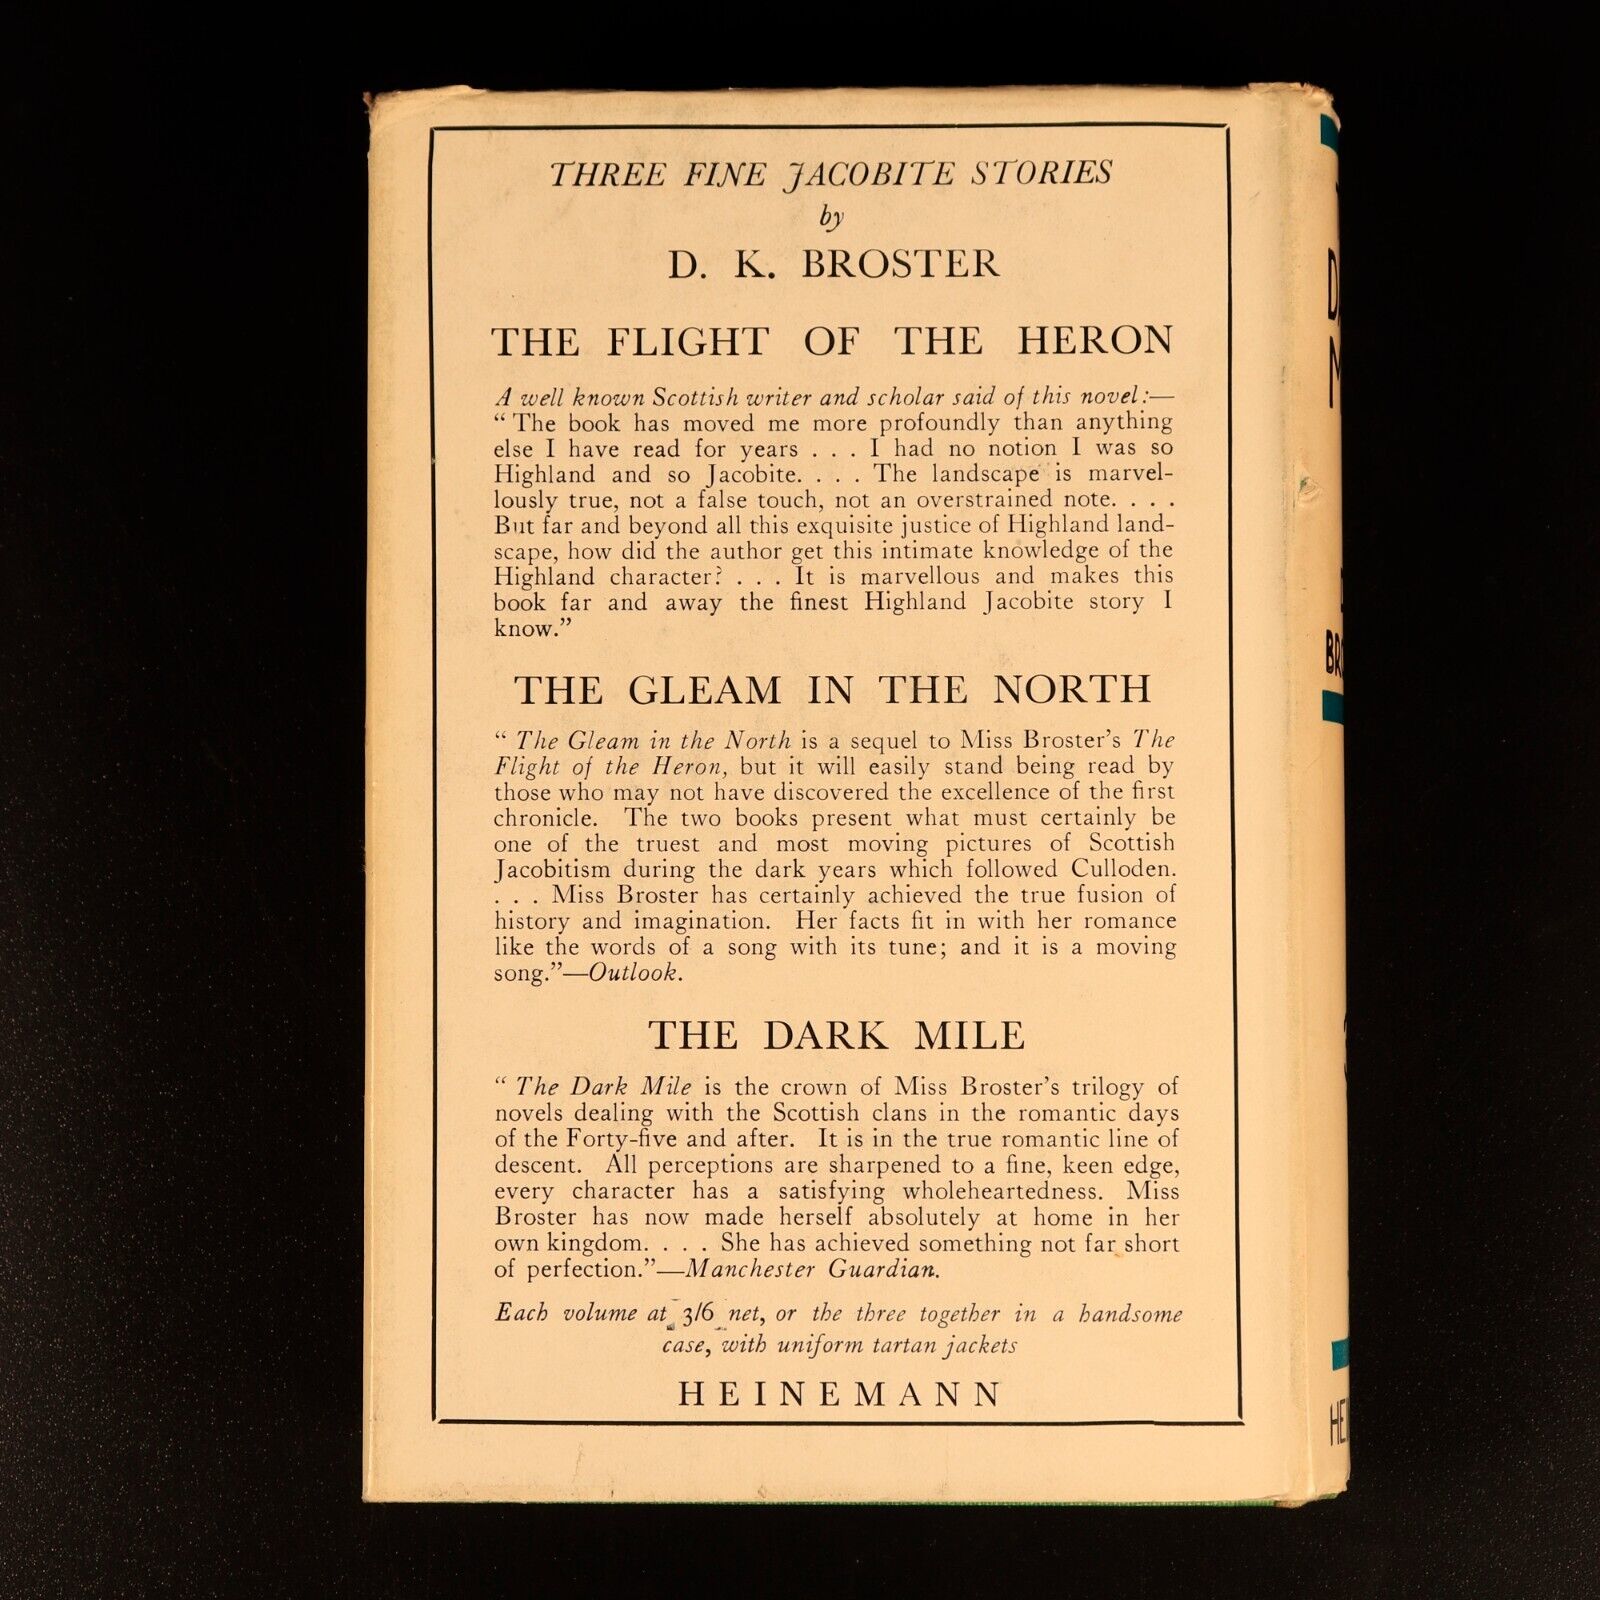 THREE FINE JACOBITE STORIES
by
D. K. BROSTER
THE FLIGHT OF THE HERON
A well known Scottish writer and scholar said of this novel:—
“ The book has moved me more profoundly than anything
else I have read for years . . . I had no notion I was so
Highland and so Jacobite. . . . The landscape is marvel-
lously true, not a false touch, not an overstrained note. . . .
But far and beyond all this exquisite justice of Highland land-
scape, how did the author get this intimate knowledge of the
Highland character? . . . It is marvellous and makes this
book far and away the finest Highland Jacobite story I
know.”
THE GLEAM IN THE NORTH
“ The Gleam in the North is a sequel to Miss Broster’s The
Flight of the Heron, but it will easily stand being read by
those who may not have discovered the excellence of the first
chronicle. The two books present what must certainly be
one of the truest and most moving pictures of Scottish
Jacobitism during the dark years which followed Culloden.
. . . Miss Broster has certainly achieved the true fusion of
history and imagination. Her facts fit in with her romance
like the words of a song with its tune; and it is a moving
song.”—Outlook.
THE DARK MILE
“ The Dark Mile is the crown of Miss Broster’s trilogy of
novels dealing with the Scottish clans in the romantic days
of the Forty-five and after. It is in the true romantic line of
descent. All perceptions are sharpened to a fine, keen edge,
every character has a satisfying wholeheartedness. Miss
Broster has now made herself absolutely at home in her
own kingdom. . . . She has achieved something not far short
of perfection.”—Manchester Guardian.
Each volume at 3/6 net, or the three together in a handsome
case, with uniform tartan jackets
HEINEMANN